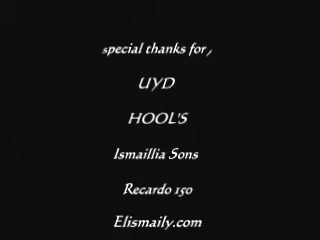 special thanks for ,
UYD
HOOL'S
Ismaillia Sons
Recardo 150
Elismaily.com